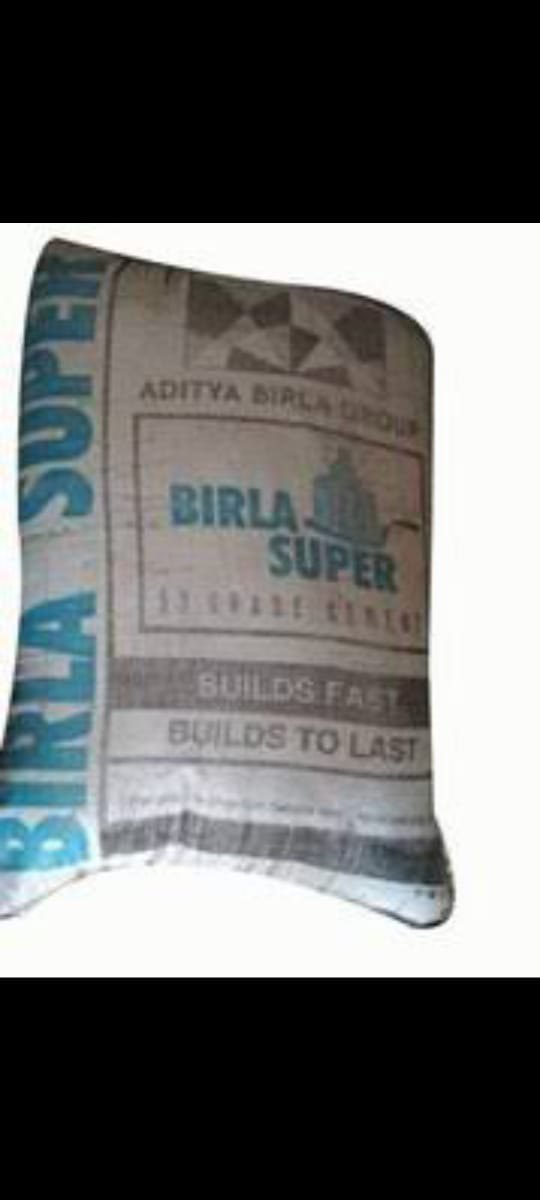 BIRLA SUPER
ADITYA BIRLA GROUP
BIRLA
SUPER
53 GRADE CEMENT
BUILDS FAST
BUILDS TO LAST